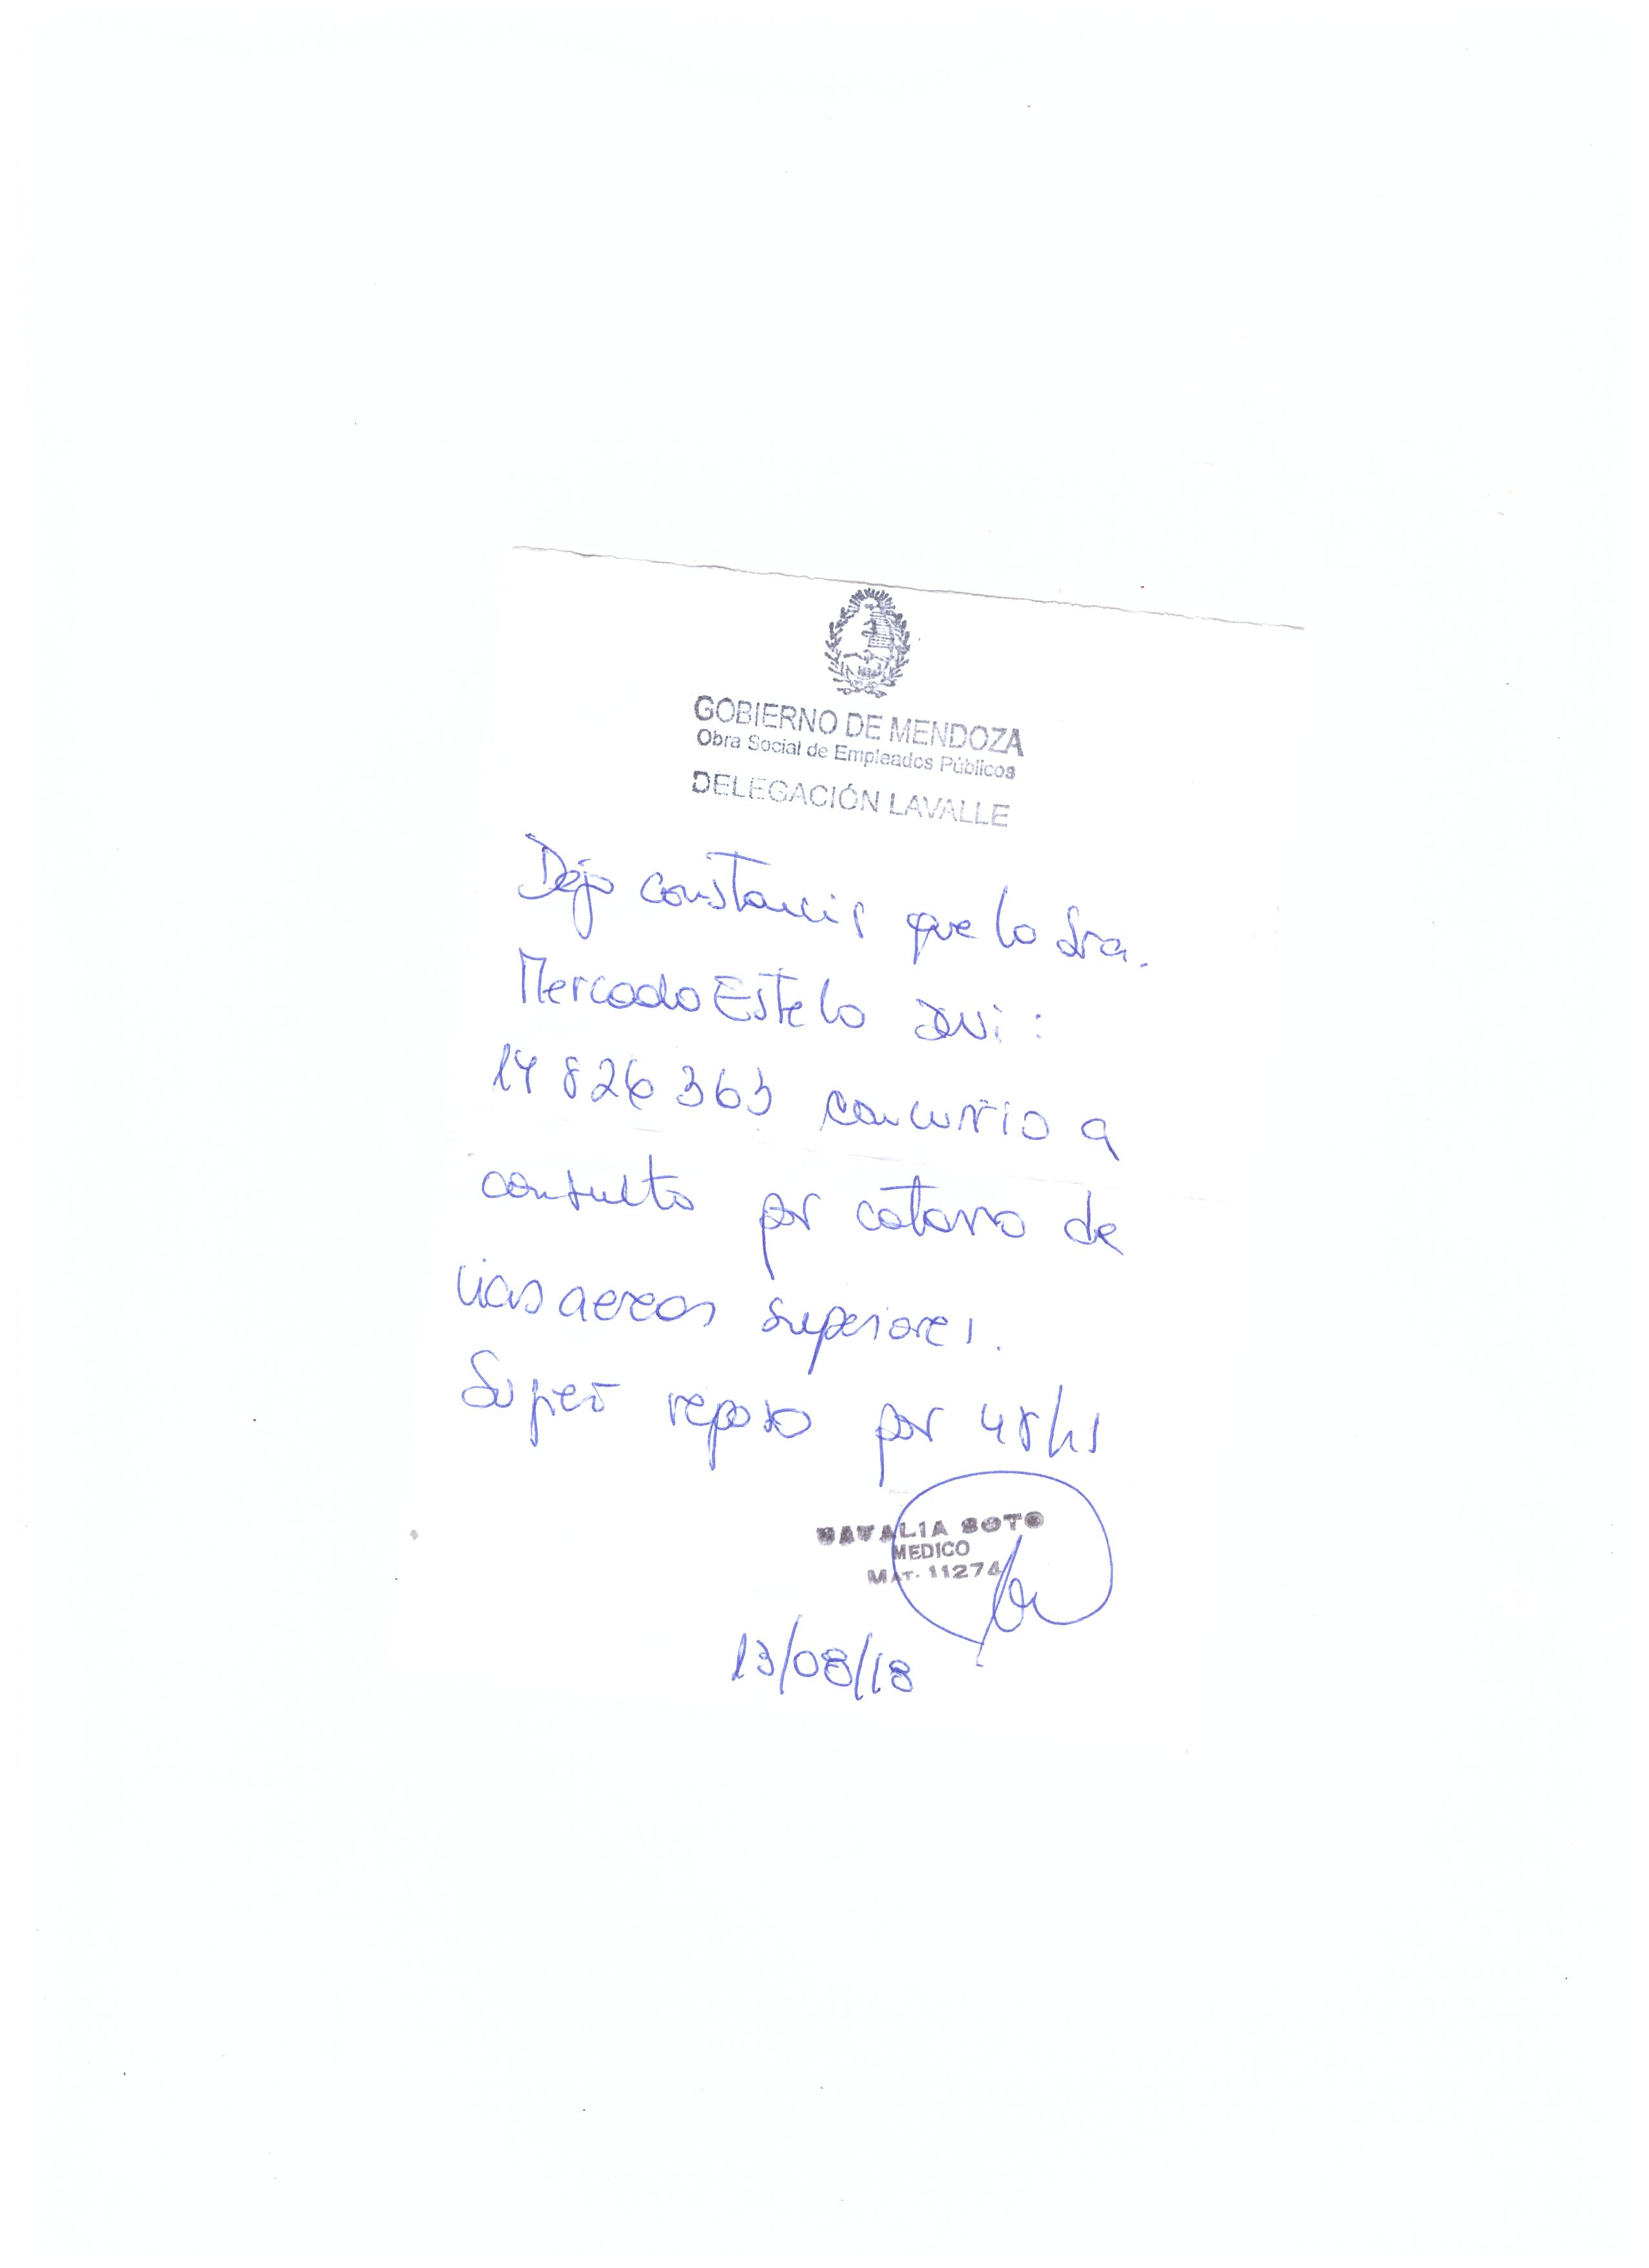 GOBIERNO DE MENDOZA
Obra Social de Empleados Públicos
DELEGACIÓN LAVALLE
Dejo constancia que la Sra.
Mercado Estela DNI:
14 826 363 concurrio a
consulta por catarro de
vias aereas superiores.
Sugiero reposo por 48hs
NATALIA SOTO
MEDICO
MAT. 11274
13/08/18